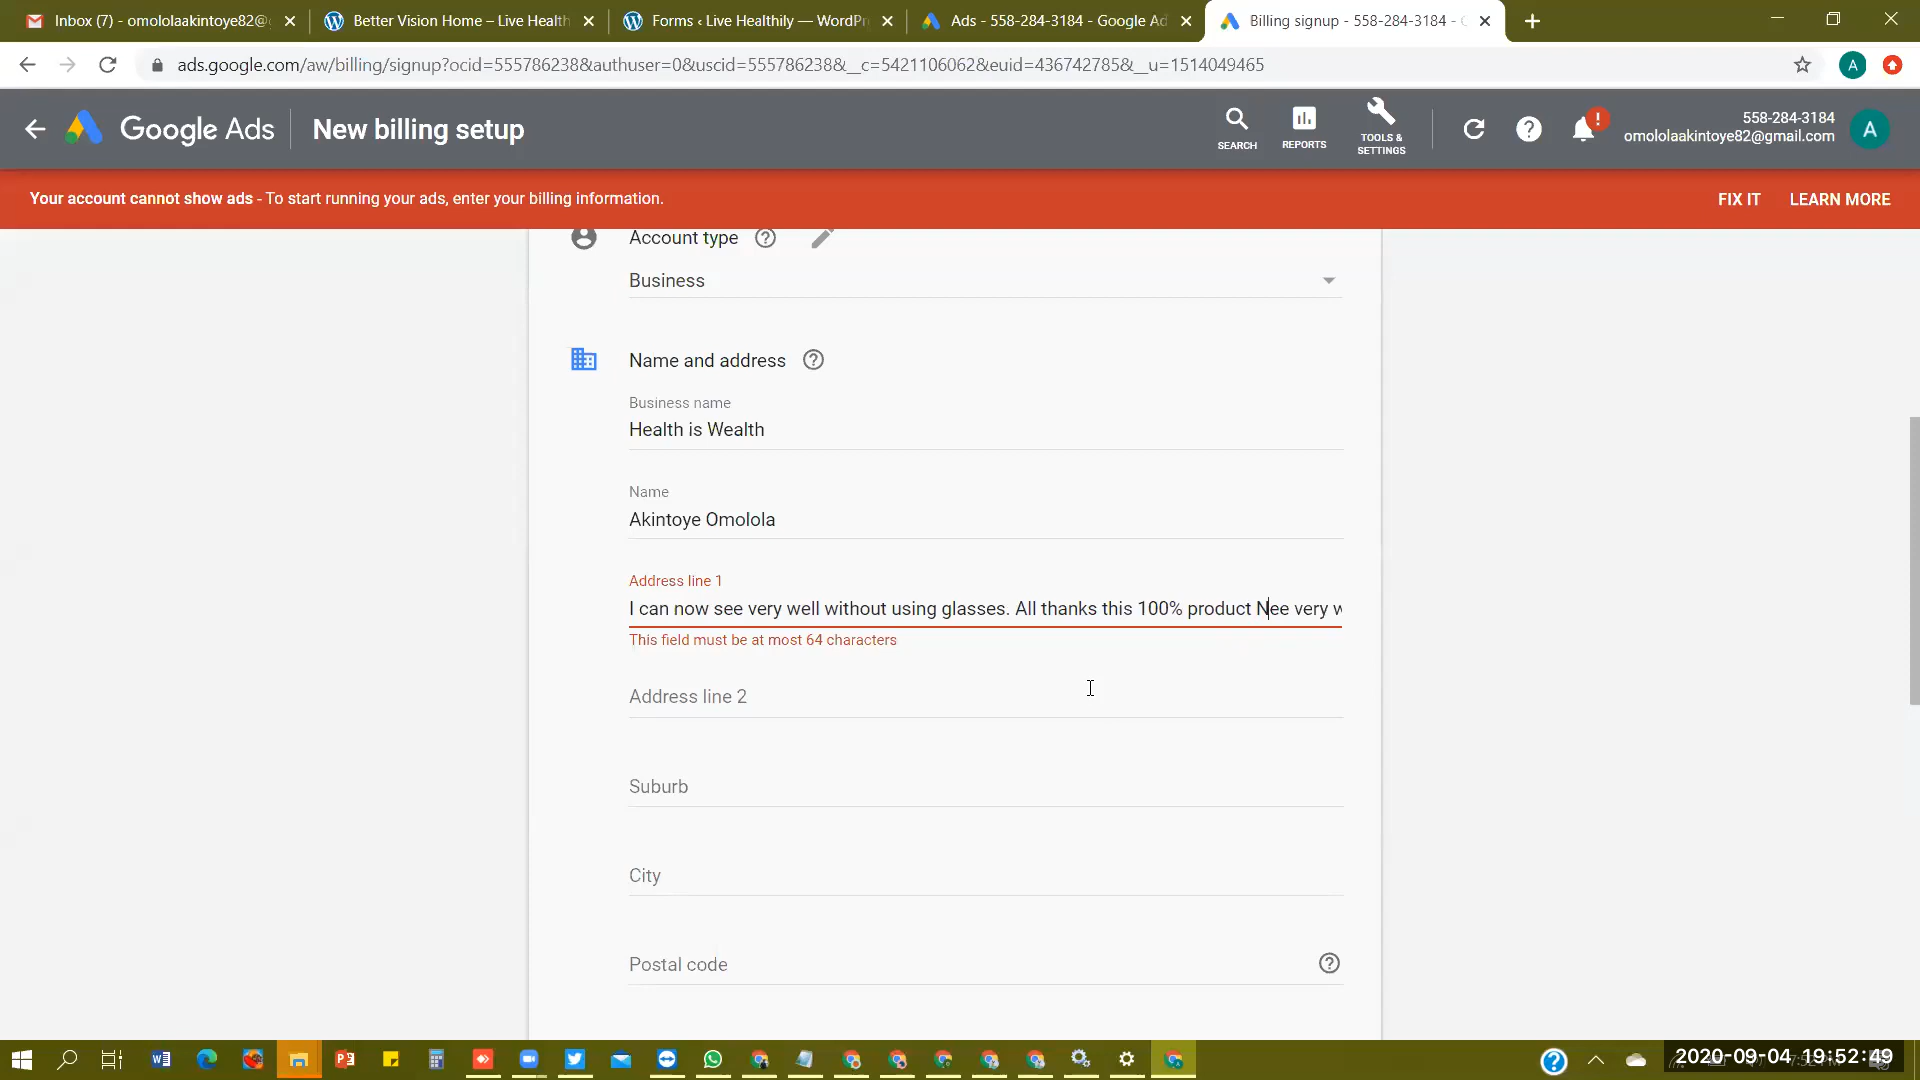 Inbox (7) - omololaakintoye82@
Better Vision Home – Live Health
Forms ‹ Live Healthily — WordPr
Ads - 558-284-3184 - Google Ad
Billing signup - 558-284-3184 -
ads.google.com/aw/billing/signup?ocid=555786238&authuser=0&uscid=555786238&__c=5421106062&euid=436742785&__u=1514049465
A
Google Ads
New billing setup
SEARCH
REPORTS
TOOLS &
SETTINGS
558-284-3184
omololaakintoye82@gmail.com
A
Your account cannot show ads - To start running your ads, enter your billing information.
FIX IT
LEARN MORE
Account type
Business
Name and address
Business name
Health is Wealth
Name
Akintoye Omolola
Address line 1
I can now see very well without using glasses. All thanks this 100% product Nee very w
This field must be at most 64 characters
Address line 2
Suburb
City
Postal code
2020-09-04 19:52:49